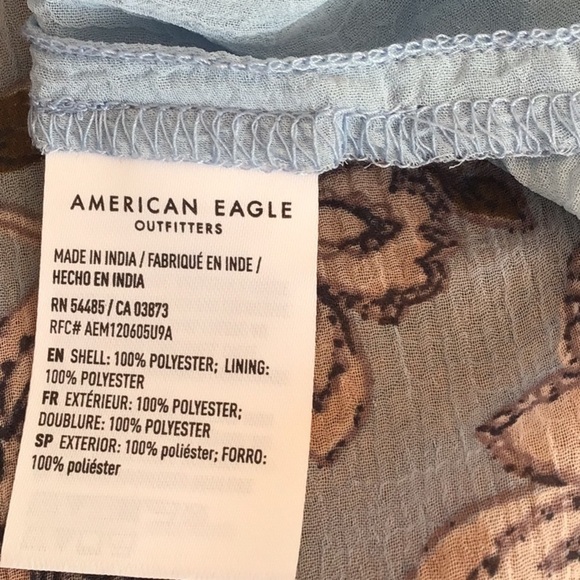 AMERICAN EAGLE
OUTFITTERS
MADE IN INDIA / FABRIQUÉ EN INDE /
HECHO EN INDIA
RN 54485 / CA 03873
RFC# AEM120605U9A
EN SHELL: 100% POLYESTER; LINING:
100% POLYESTER
FR EXTÉRIEUR: 100% POLYESTER;
DOUBLURE: 100% POLYESTER
SP EXTERIOR: 100% poliéster; FORRO:
100% poliéster